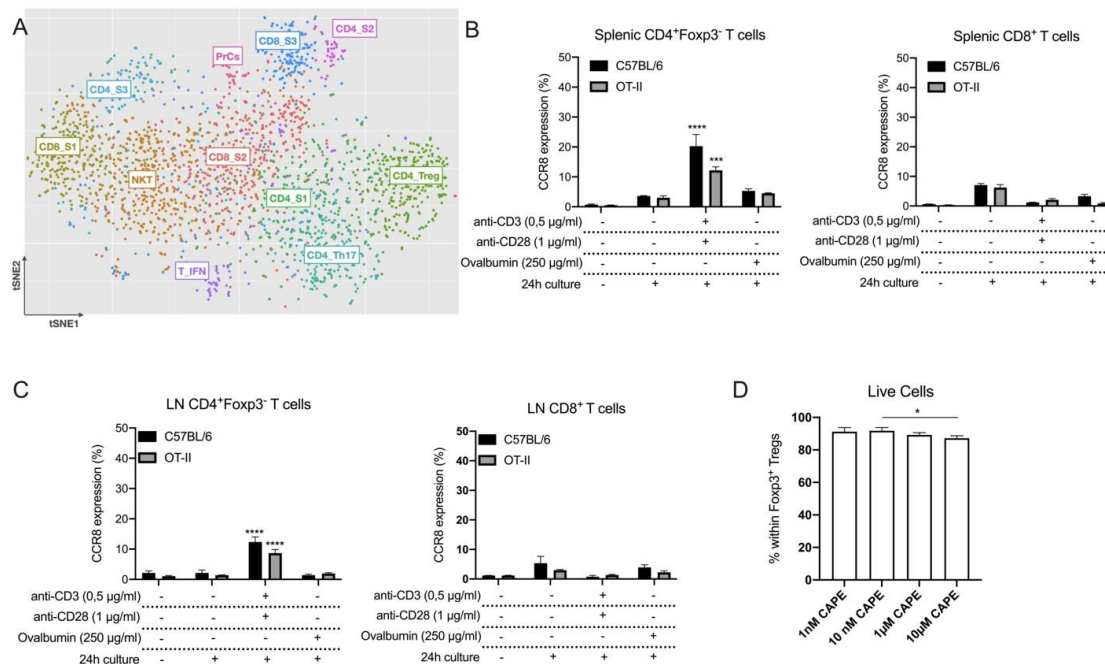 A
CD8_S3
CD4_S2
PrCs
CD4_S3
CD8_S1
CD8_S2
NKT
CD4_Treg
CD4_S1
CD4_Th17
T_IFN
tSNE2
tSNE1
B
Splenic CD4+Foxp3- T cells
C57BL/6
OT-II
CCR8 expression (%)
50
40
30
20
10
0
****
***
anti-CD3 (0,5 µg/ml) - - + -
anti-CD28 (1 µg/ml) - - + -
Ovalbumin (250 µg/ml) - - - +
24h culture - + + +
Splenic CD8+ T cells
C57BL/6
OT-II
CCR8 expression (%)
50
40
30
20
10
0
anti-CD3 (0,5 µg/ml) - - + -
anti-CD28 (1 µg/ml) - - + -
Ovalbumin (250 µg/ml) - - - +
24h culture - + + +
C
LN CD4+Foxp3- T cells
C57BL/6
OT-II
CCR8 expression (%)
50
40
30
20
10
0
**** ****
anti-CD3 (0,5 µg/ml) - - + -
anti-CD28 (1 µg/ml) - - + -
Ovalbumin (250 µg/ml) - - - +
24h culture - + + +
LN CD8+ T cells
C57BL/6
OT-II
CCR8 expression (%)
50
40
30
20
10
0
anti-CD3 (0,5 µg/ml) - - + -
anti-CD28 (1 µg/ml) - - + -
Ovalbumin (250 µg/ml) - - - +
24h culture - + + +
D
Live Cells
*
% within Foxp3+ Tregs
100
80
60
40
20
0
1nM CAPE
10 nM CAPE
1µM CAPE
10µM CAPE